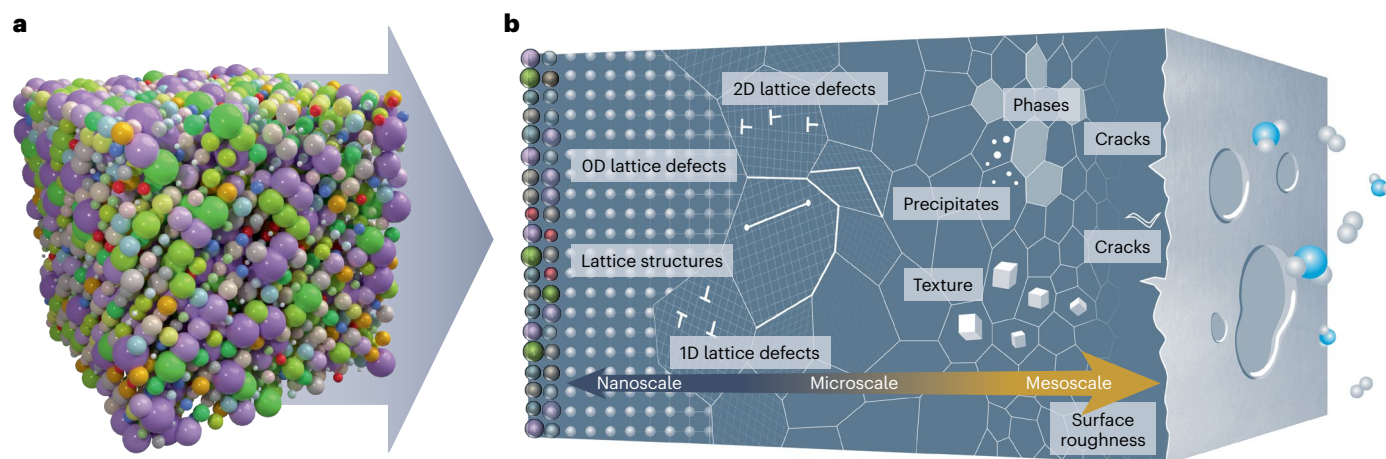 a
b
2D lattice defects
Phases
Cracks
0D lattice defects
Precipitates
Cracks
Lattice structures
Texture
1D lattice defects
Nanoscale
Microscale
Mesoscale
Surface
roughness